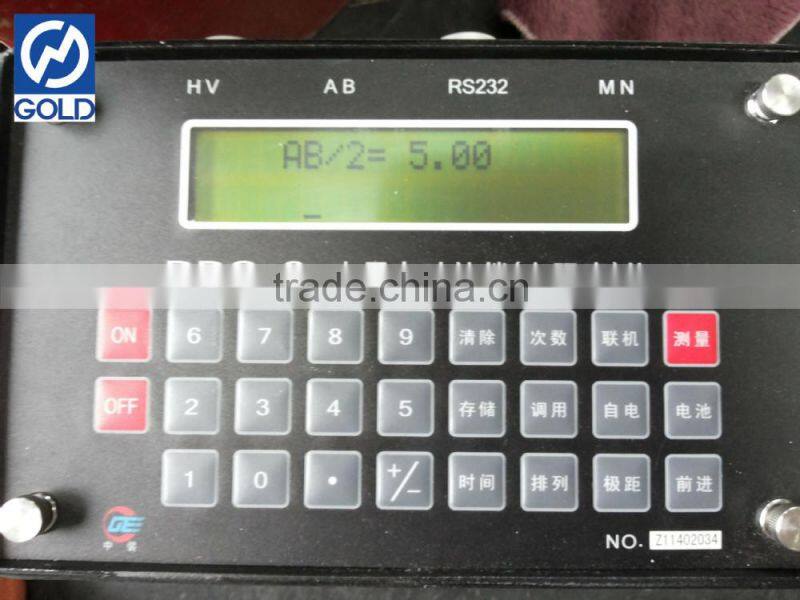 GOLD
HV AB RS232 MN
AB/2= 5.00
trade.china.cn
ON 6 7 8 9 清除 次数 联机 测量
OFF 2 3 4 5 存储 调用 自电 电池
1 0 • +/− 时间 排列 极距 前进
GE
NO. Z11402034